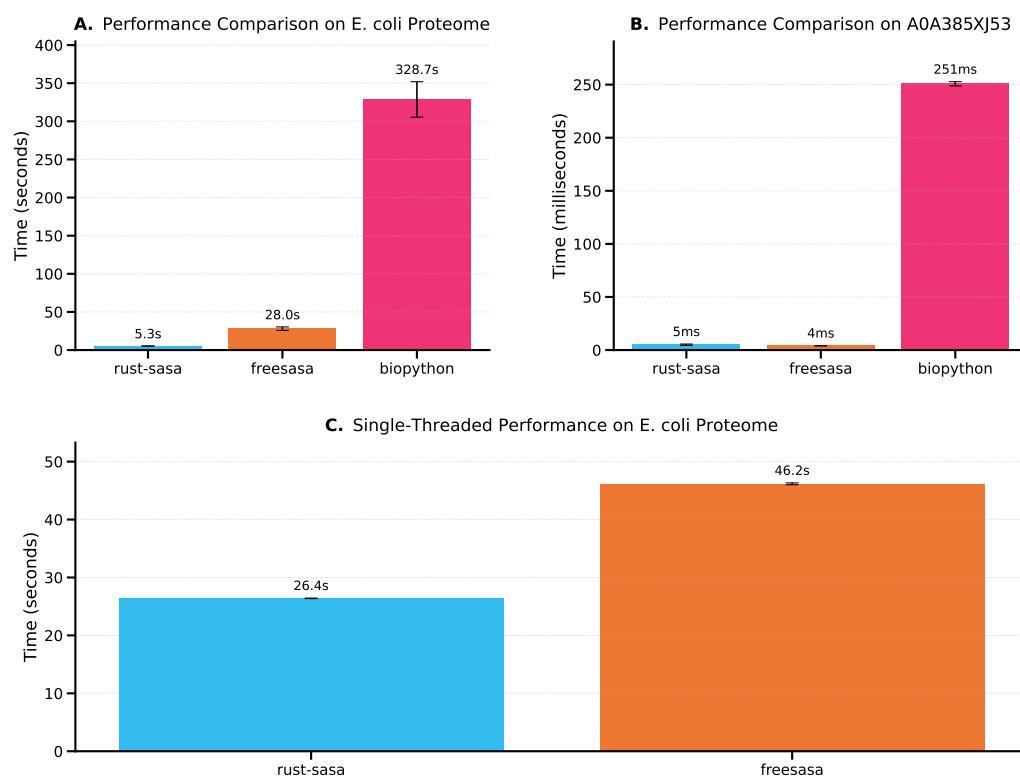 A. Performance Comparison on E. coli Proteome
Time (seconds)
400
350
300
250
200
150
100
50
0
5.3s
28.0s
328.7s
rust-sasa
freesasa
biopython
B. Performance Comparison on A0A385XJ53
Time (milliseconds)
250
200
150
100
50
0
5ms
4ms
251ms
rust-sasa
freesasa
biopython
C. Single-Threaded Performance on E. coli Proteome
Time (seconds)
50
40
30
20
10
0
26.4s
46.2s
rust-sasa
freesasa